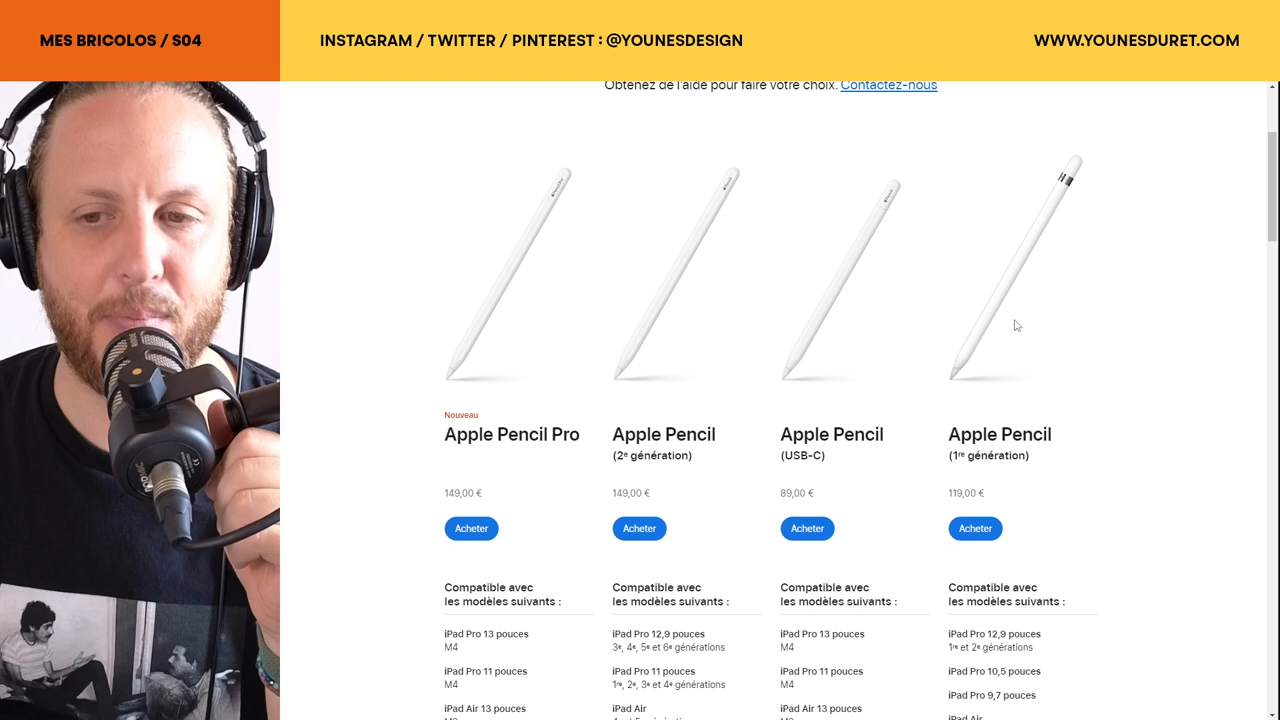 MES BRICOLOS / S04
INSTAGRAM / TWITTER / PINTEREST : @YOUNESDESIGN
WWW.YOUNESDURET.COM
Obtenez de l'aide pour faire votre choix. Contactez-nous
Nouveau
Apple Pencil Pro
149,00 €
Acheter
Compatible avec
les modèles suivants :
iPad Pro 13 pouces
M4
iPad Pro 11 pouces
M4
iPad Air 13 pouces
Apple Pencil
(2ᵉ génération)
149,00 €
Acheter
Compatible avec
les modèles suivants :
iPad Pro 12,9 pouces
3ᵉ, 4ᵉ, 5ᵉ et 6ᵉ générations
iPad Pro 11 pouces
1ʳᵉ, 2ᵉ, 3ᵉ et 4ᵉ générations
iPad Air
Apple Pencil
(USB-C)
89,00 €
Acheter
Compatible avec
les modèles suivants :
iPad Pro 13 pouces
M4
iPad Pro 11 pouces
M4
iPad Air 13 pouces
Apple Pencil
(1ʳᵉ génération)
119,00 €
Acheter
Compatible avec
les modèles suivants :
iPad Pro 12,9 pouces
1ʳᵉ et 2ᵉ générations
iPad Pro 10,5 pouces
iPad Pro 9,7 pouces
iPad Air